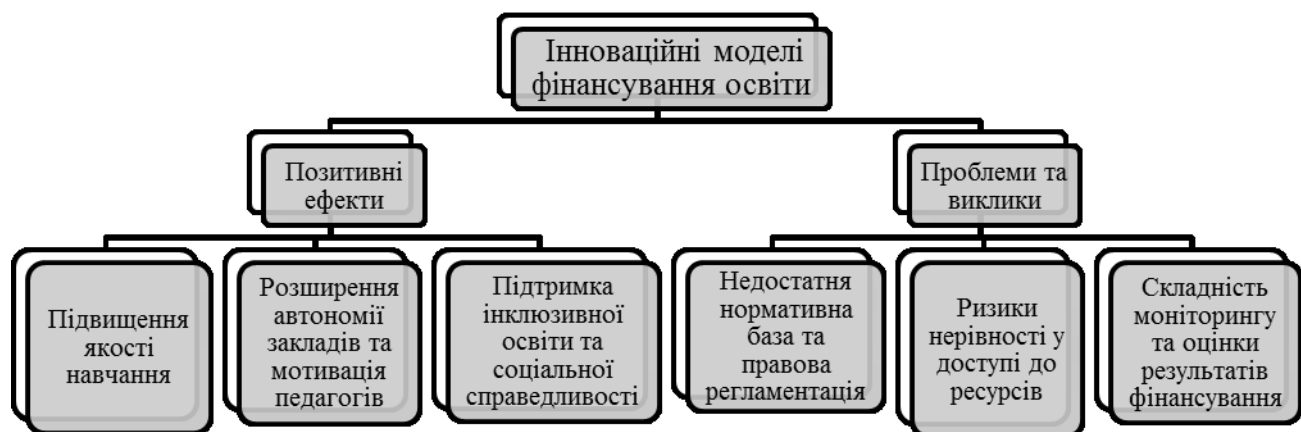 Інноваційні моделі
фінансування освіти
Позитивні
ефекти
Проблеми та
виклики
Підвищення
якості
навчання
Розширення
автономії
закладів та
мотивація
педагогів
Підтримка
інклюзивної
освіти та
соціальної
справедливості
Недостатня
нормативна
база та
правова
регламентація
Ризики
нерівності у
доступі до
ресурсів
Складність
моніторингу
та оцінки
результатів
фінансування